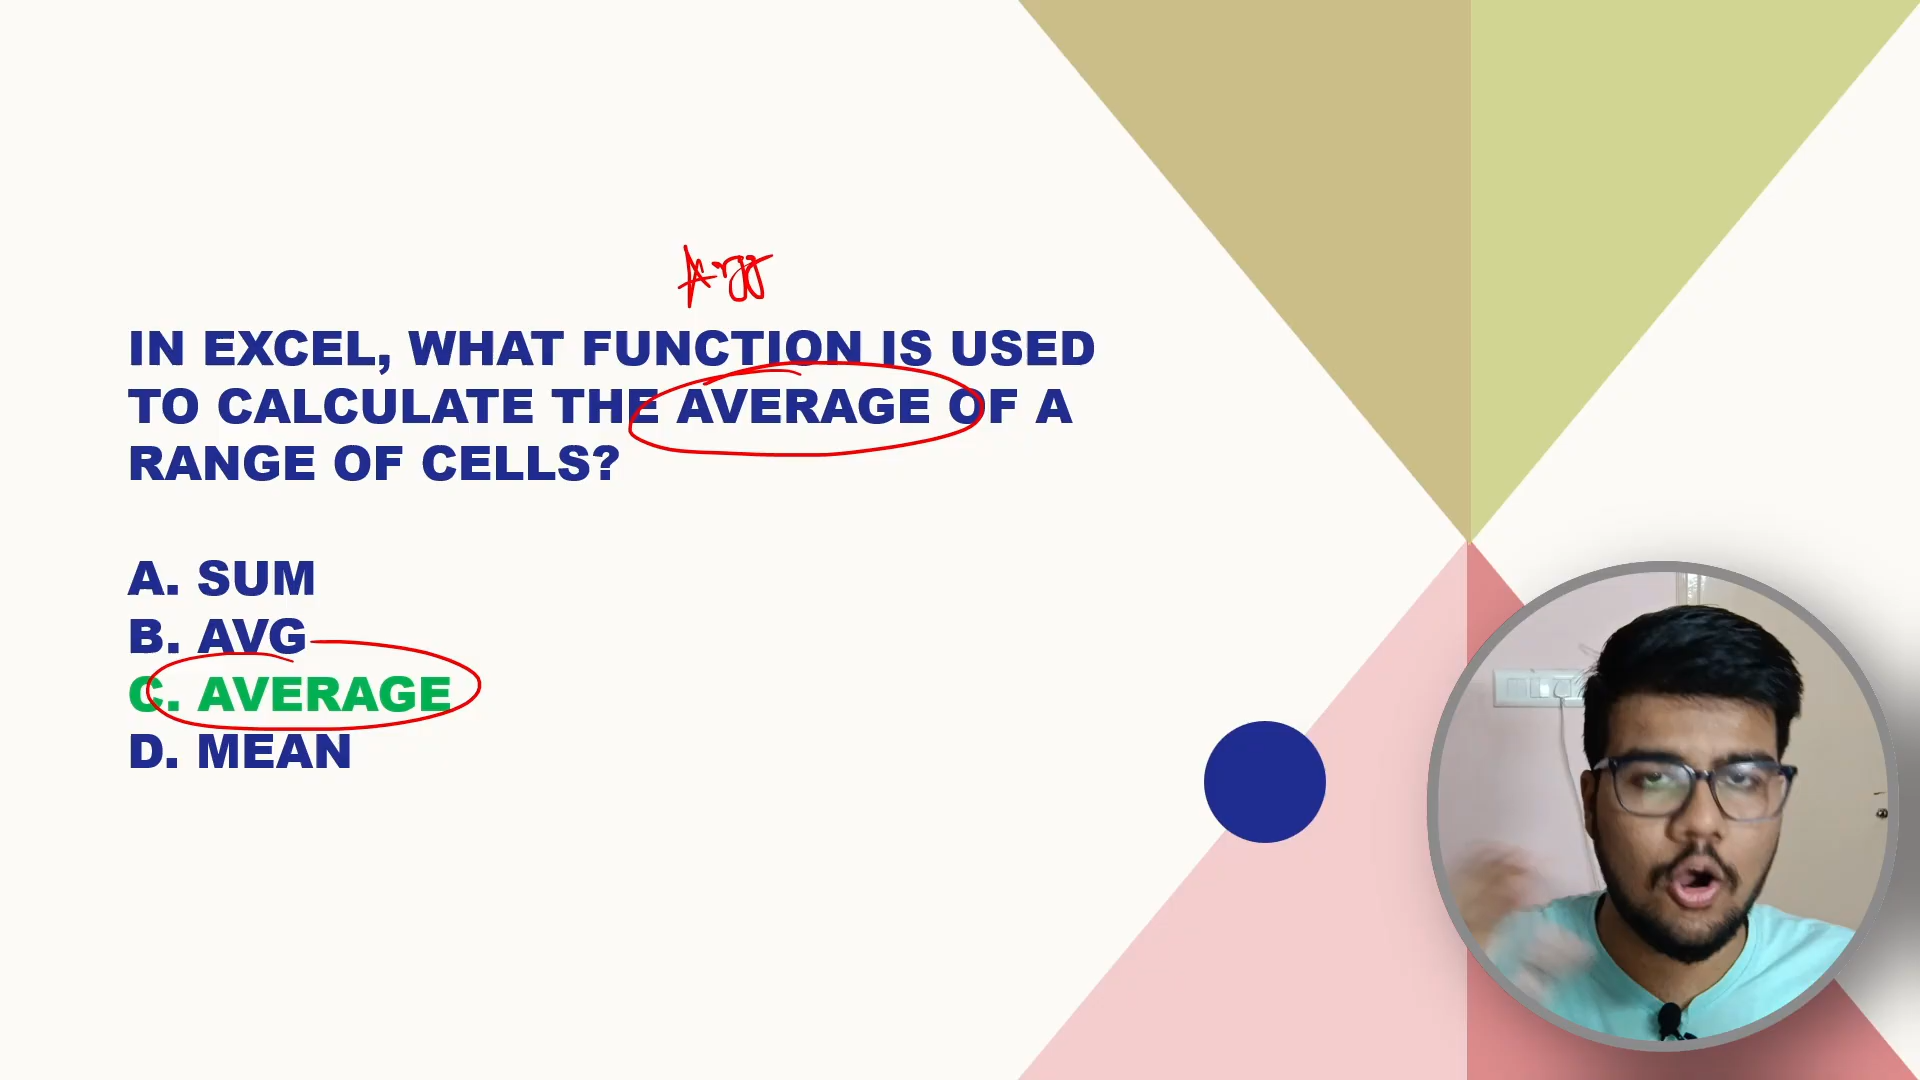 IN EXCEL, WHAT FUNCTION IS USED
TO CALCULATE THE AVERAGE OF A
RANGE OF CELLS?
A. SUM
B. AVG
C. AVERAGE
D. MEAN